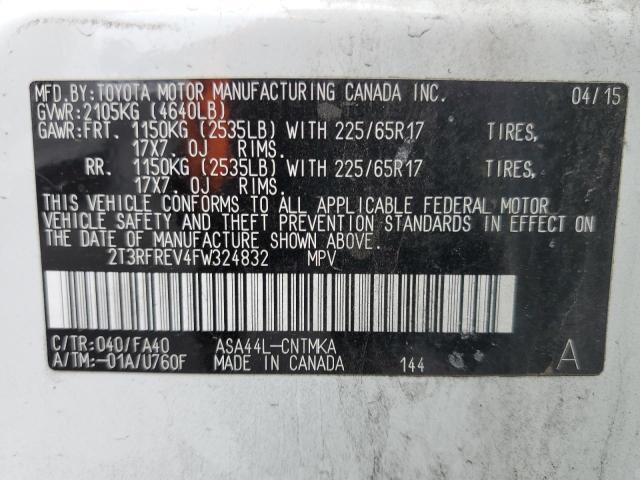 MFD.BY:TOYOTA MOTOR MANUFACTURING CANADA INC. 04/15
GVWR:2105KG (4640LB)
GAWR:FRT. 1150KG (2535LB) WITH 225/65R17 TIRES,
17X7. 0J RIMS.
RR. 1150KG (2535LB) WITH 225/65R17 TIRES,
17X7. 0J RIMS.
THIS VEHICLE CONFORMS TO ALL APPLICABLE FEDERAL MOTOR
VEHICLE SAFETY AND THEFT PREVENTION STANDARDS IN EFFECT ON
THE DATE OF MANUFACTURE SHOWN ABOVE.
2T3RFREV4FW324832 MPV
C/TR:040/FA40 ASA44L-CNTMKA
A/TM:-01A/U760F MADE IN CANADA 144 A